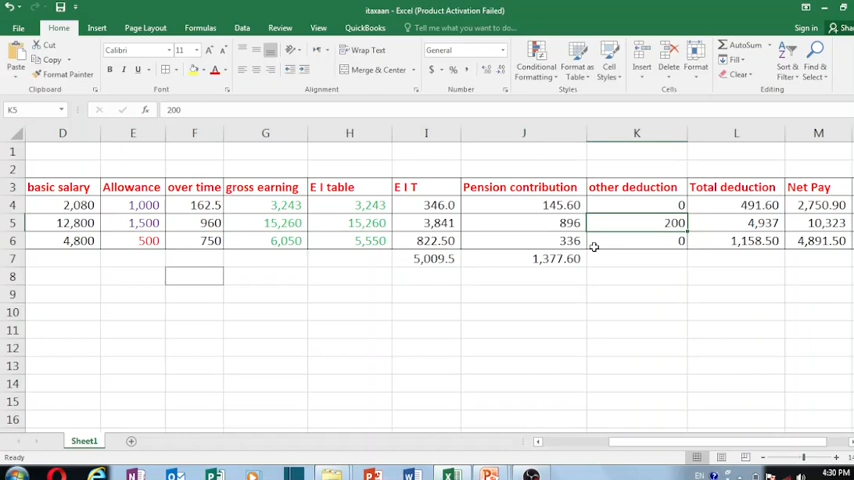 itaxaan - Excel (Product Activation Failed)
File Home Insert Page Layout Formulas Data Review View QuickBooks Tell me what you want to do... Sign in Shar
Paste Cut Calibri 11 A A Wrap Text General AutoSum
Copy Conditional Formatting Format as Table Cell Styles Insert Delete Format Fill Sort & Filter Find & Select
Format Painter B I U A Merge & Center $ % Clear
Clipboard Font Alignment Number Styles Cells Editing
K5 fx 200
D E F G H I J K L M
1
2
3 basic salary Allowance over time gross earning E I table E I T Pension contribution other deduction Total deduction Net Pay
4 2,080 1,000 162.5 3,243 3,243 346.0 145.60 0 491.60 2,750.90
5 12,800 1,500 960 15,260 15,260 3,841 896 200 4,937 10,323
6 4,800 500 750 6,050 5,550 822.50 336 0 1,158.50 4,891.50
7 5,009.5 1,377.60
8
9
10
11
12
13
14
15
16
Sheet1
Ready
EN 4:30 PM